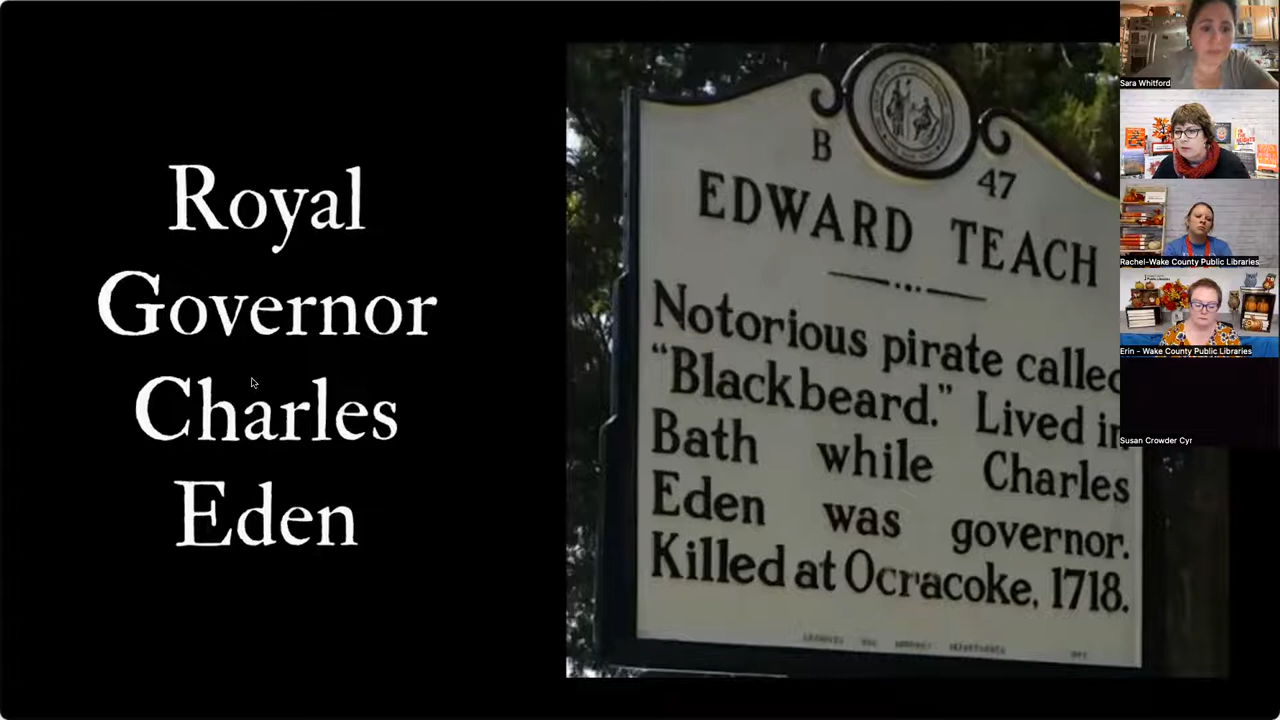 Royal
Governor
Charles
Eden
B
47
EDWARD TEACH
Notorious pirate called
“Blackbeard.” Lived in
Bath while Charles
Eden was governor.
Killed at Ocracoke, 1718.
Sara Whitford
Rachel-Wake County Public Libraries
Erin - Wake County Public Libraries
Susan Crowder Cyr